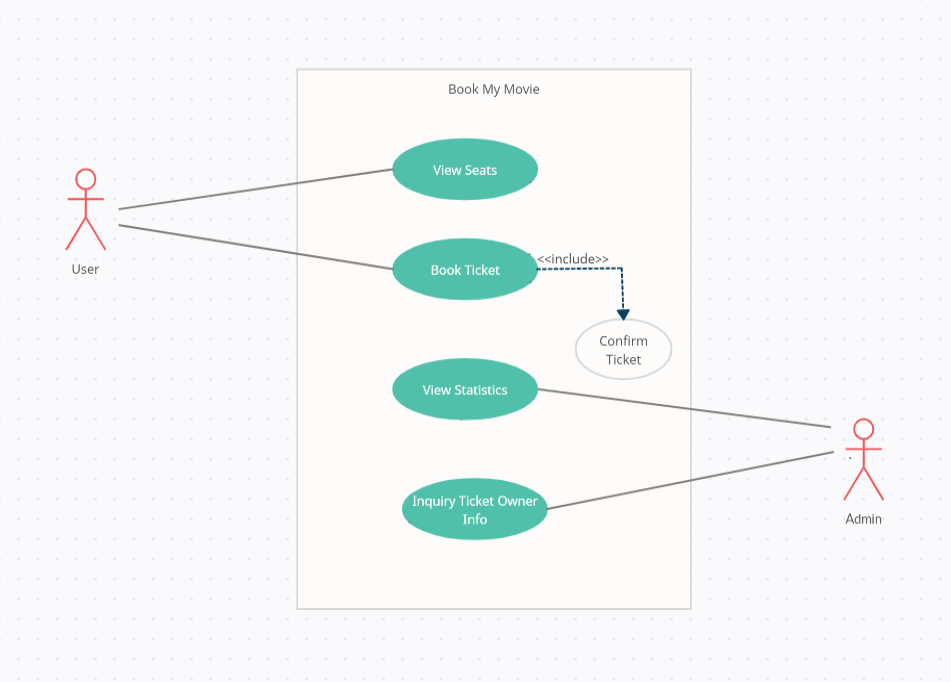 Book My Movie
View Seats
User
Book Ticket
<<include>>
Confirm
Ticket
View Statistics
Inquiry Ticket Owner
Info
Admin